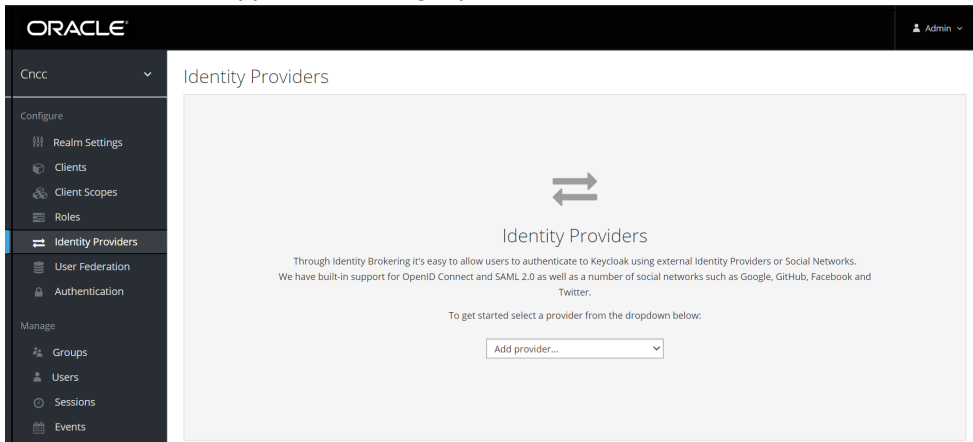 ORACLE®
Admin
Cncc
Identity Providers
Configure
Realm Settings
Clients
Client Scopes
Roles
Identity Providers
User Federation
Authentication
Manage
Groups
Users
Sessions
Events
Identity Providers
Through Identity Brokering it's easy to allow users to authenticate to Keycloak using external Identity Providers or Social Networks.
We have built-in support for OpenID Connect and SAML 2.0 as well as a number of social networks such as Google, GitHub, Facebook and
Twitter.
To get started select a provider from the dropdown below:
Add provider...